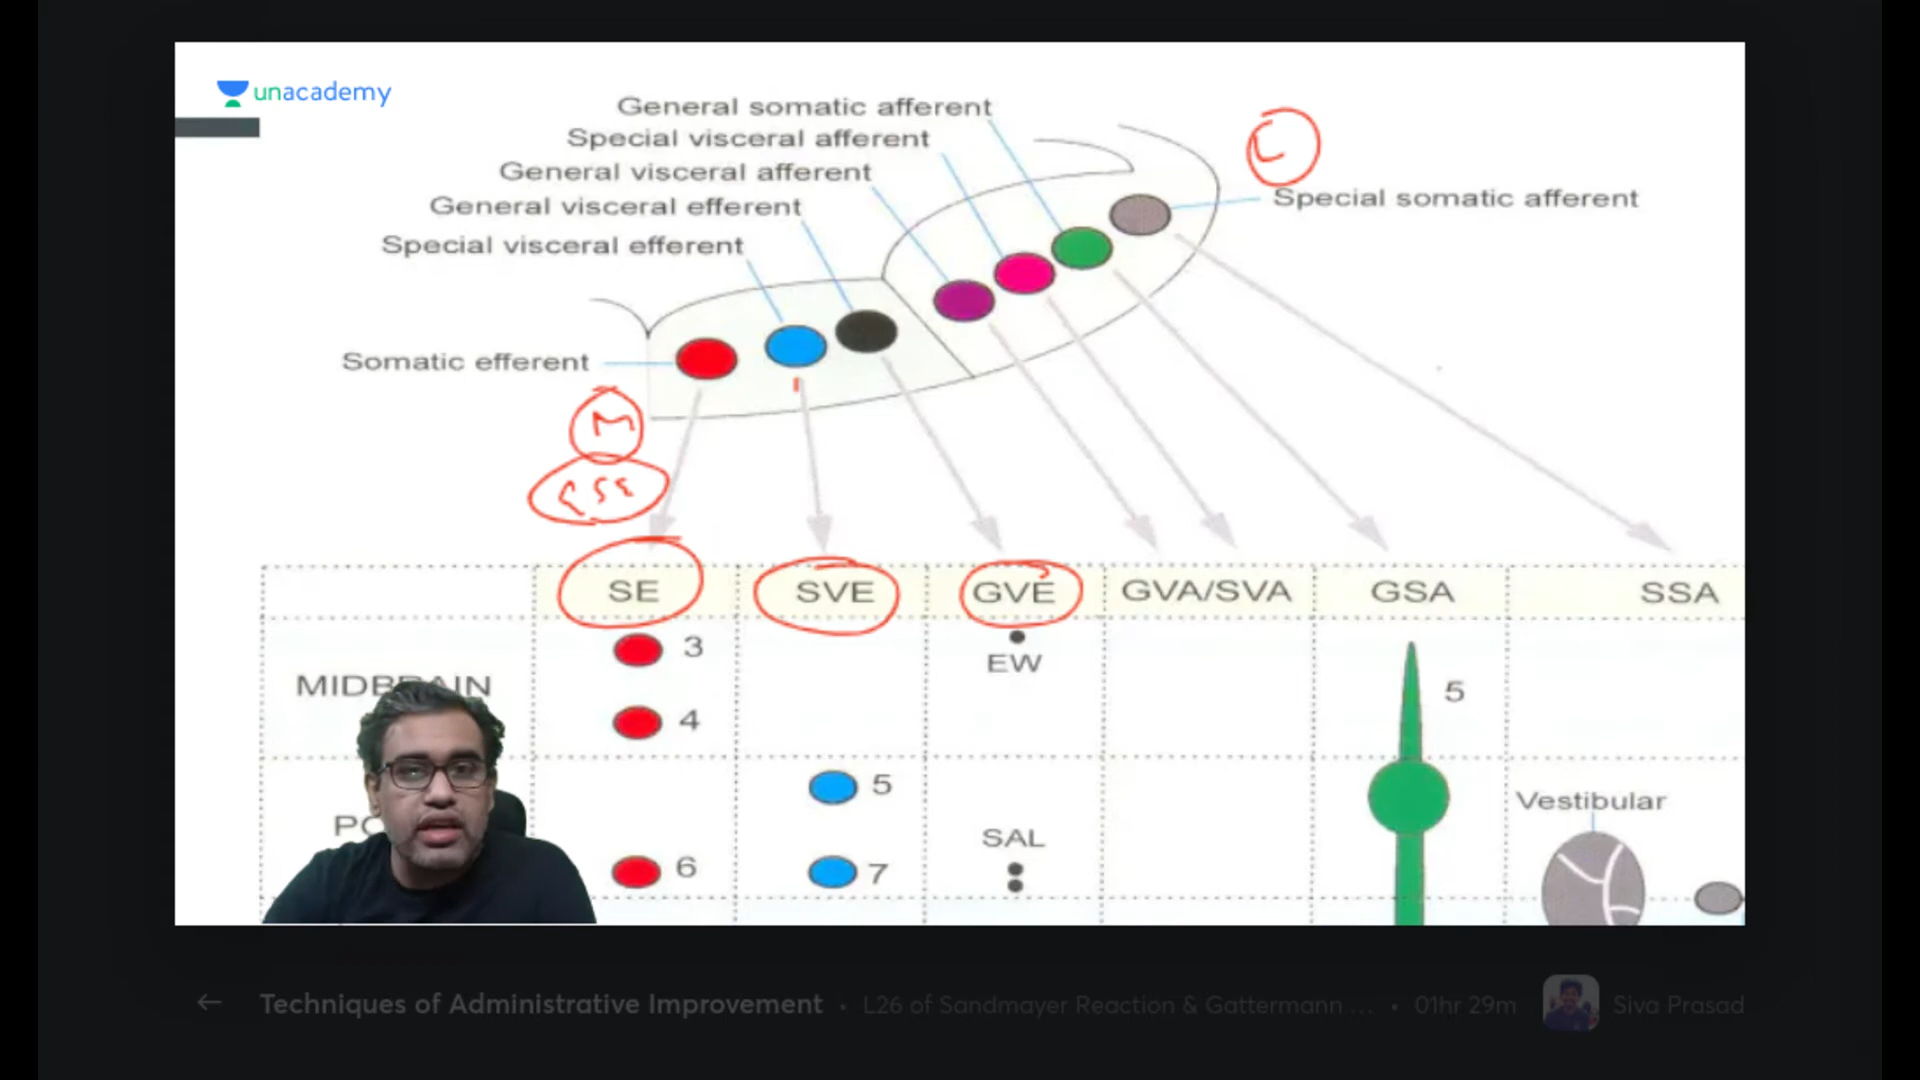 unacademy
General somatic afferent
Special visceral afferent
General visceral afferent
General visceral efferent
Special visceral efferent
L
Special somatic afferent
Somatic efferent
M
GSE
SE SVE GVE GVA/SVA GSA SSA
MIDBRAIN
3
EW
4
5
5
Vestibular
SAL
6
7
Techniques of Administrative Improvement • L26 of Sandmayer Reaction & Gattermann ... • 01hr 29m Siva Prasad